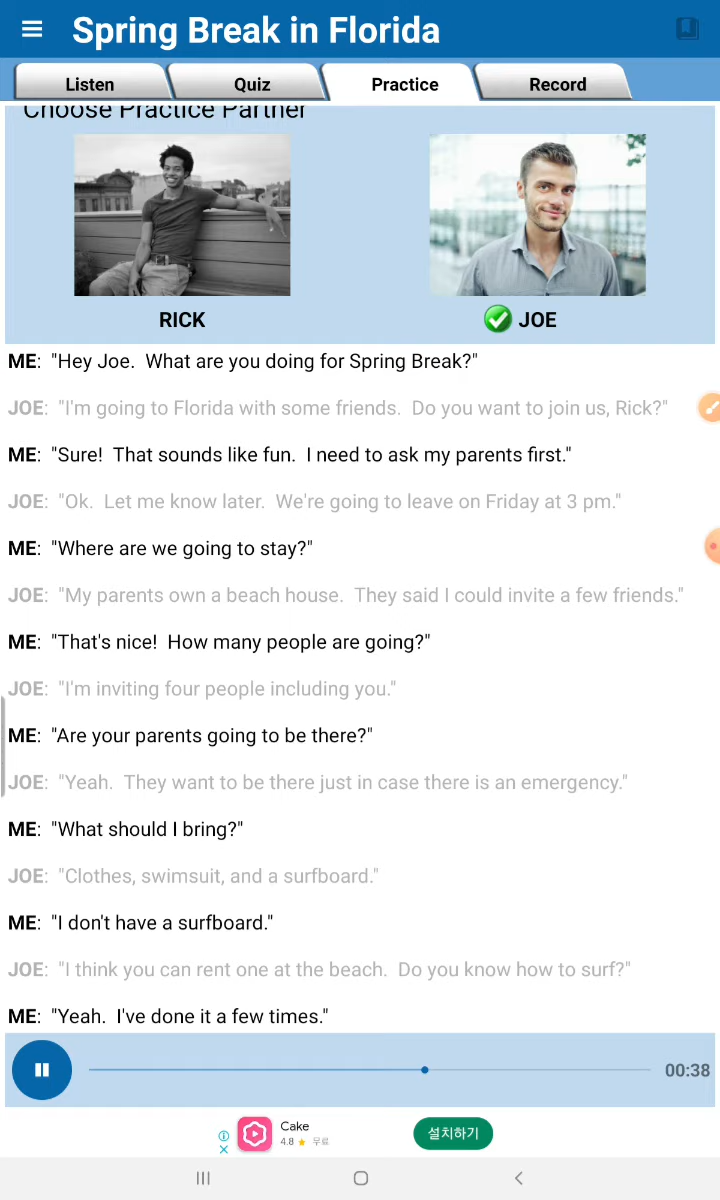 Spring Break in Florida
Listen
Quiz
Practice
Record
Choose Practice Partner
RICK
JOE
ME: "Hey Joe.  What are you doing for Spring Break?"
JOE: "I'm going to Florida with some friends.  Do you want to join us, Rick?"
ME: "Sure!  That sounds like fun.  I need to ask my parents first."
JOE: "Ok.  Let me know later.  We're going to leave on Friday at 3 pm."
ME: "Where are we going to stay?"
JOE: "My parents own a beach house.  They said I could invite a few friends."
ME: "That's nice!  How many people are going?"
JOE: "I'm inviting four people including you."
ME: "Are your parents going to be there?"
JOE: "Yeah.  They want to be there just in case there is an emergency."
ME: "What should I bring?"
JOE: "Clothes, swimsuit, and a surfboard."
ME: "I don't have a surfboard."
JOE: "I think you can rent one at the beach.  Do you know how to surf?"
ME: "Yeah.  I've done it a few times."
00:38
Cake
4.8 ★ 무료
설치하기